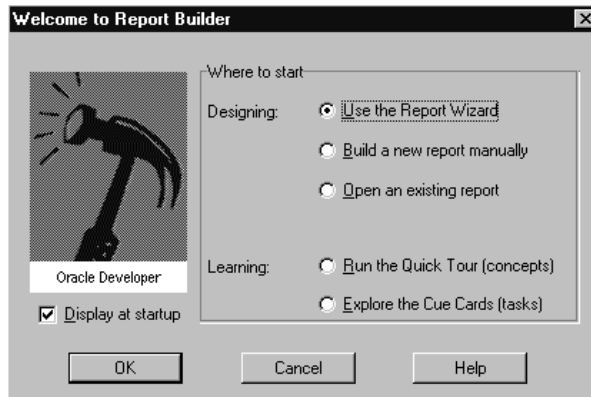 Welcome to Report Builder
Where to start
Designing:
Use the Report Wizard
Build a new report manually
Open an existing report
Oracle Developer
Learning:
Run the Quick Tour (concepts)
Explore the Cue Cards (tasks)
Display at startup
OK
Cancel
Help